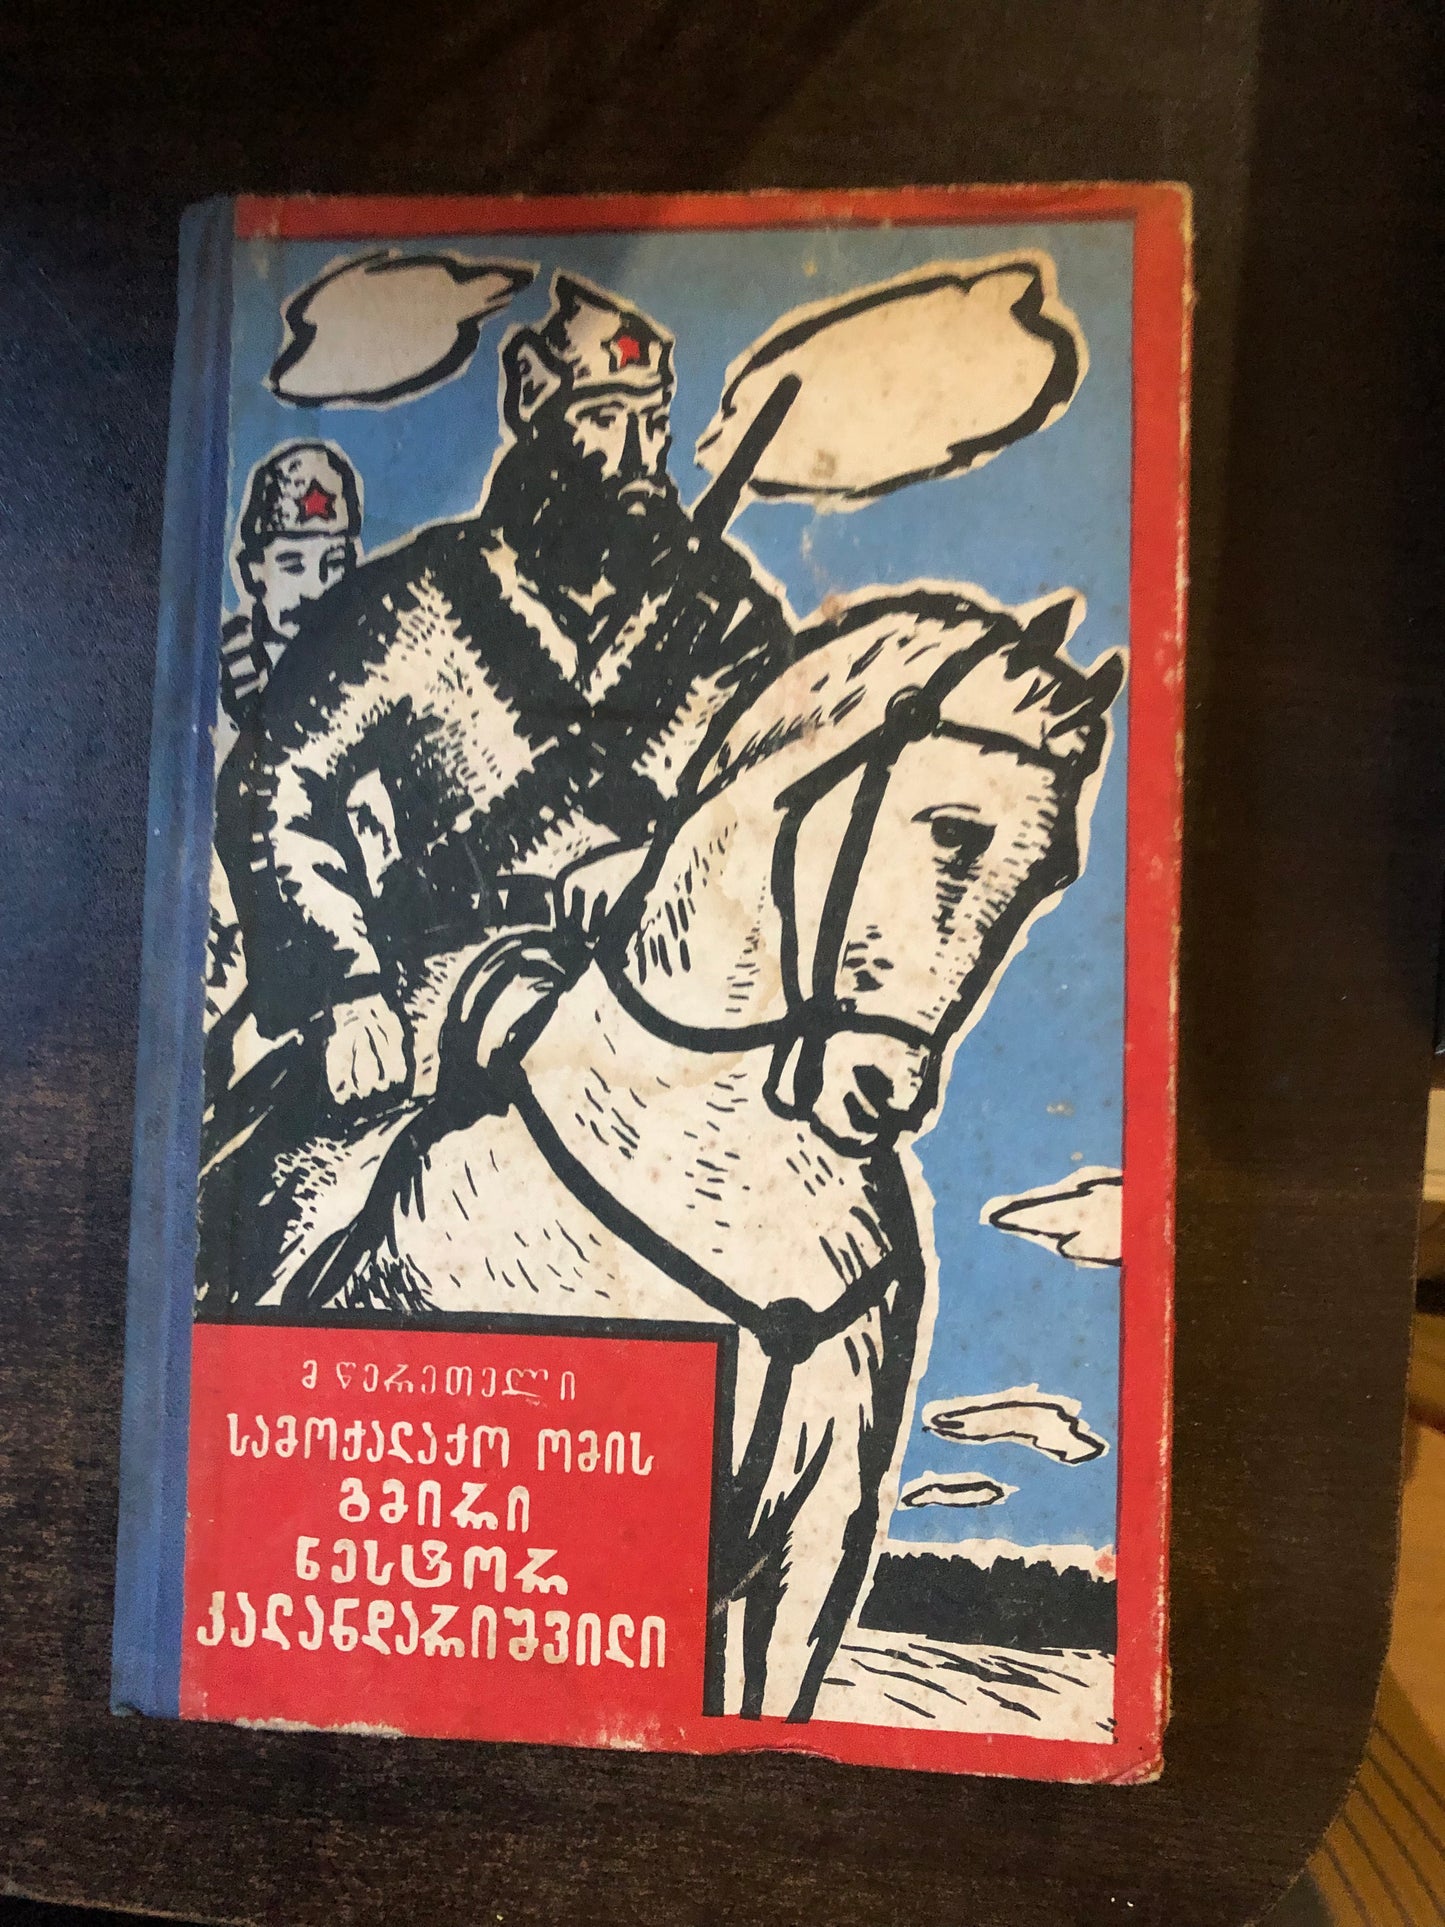 მ წერეთელი
სამოქალაქო ომის
გმირი
ნესტორ
კალანდარიშვილი